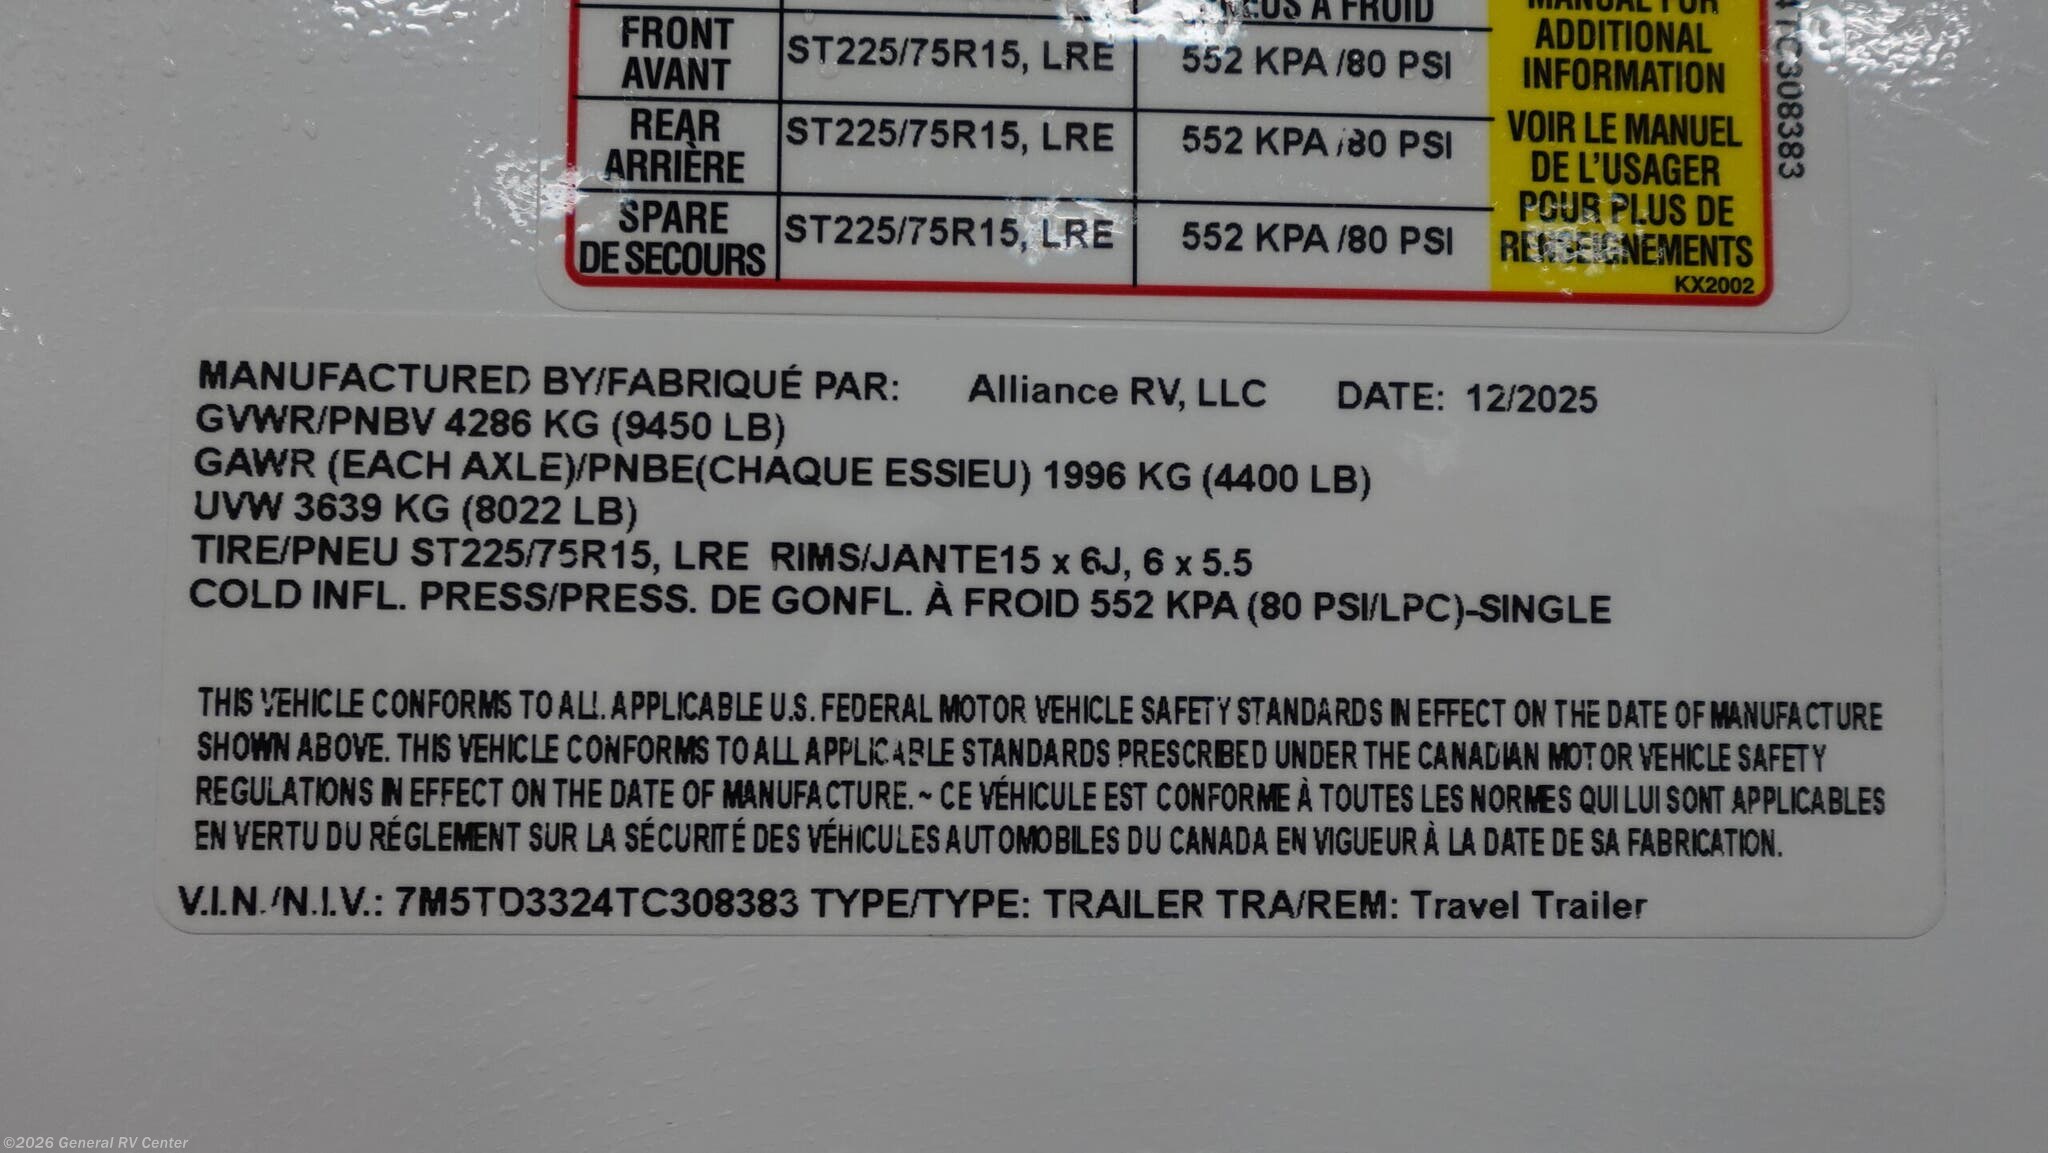 PNEUS À FROID
MANUAL FOR
ADDITIONAL
INFORMATION
FRONT
AVANT
ST225/75R15, LRE
552 KPA /80 PSI
REAR
ARRIÈRE
ST225/75R15, LRE
552 KPA /80 PSI
SPARE
DE SECOURS
ST225/75R15, LRE
552 KPA /80 PSI
VOIR LE MANUEL
DE L'USAGER
POUR PLUS DE
RENSEIGNEMENTS
KX2002
4TC308383
MANUFACTURED BY/FABRIQUÉ PAR: Alliance RV, LLC DATE: 12/2025
GVWR/PNBV 4286 KG (9450 LB)
GAWR (EACH AXLE)/PNBE(CHAQUE ESSIEU) 1996 KG (4400 LB)
UVW 3639 KG (8022 LB)
TIRE/PNEU ST225/75R15, LRE RIMS/JANTE15 x 6J, 6 x 5.5
COLD INFL. PRESS/PRESS. DE GONFL. À FROID 552 KPA (80 PSI/LPC)-SINGLE
THIS VEHICLE CONFORMS TO ALL APPLICABLE U.S. FEDERAL MOTOR VEHICLE SAFETY STANDARDS IN EFFECT ON THE DATE OF MANUFACTURE
SHOWN ABOVE. THIS VEHICLE CONFORMS TO ALL APPLICABLE STANDARDS PRESCRIBED UNDER THE CANADIAN MOTOR VEHICLE SAFETY
REGULATIONS IN EFFECT ON THE DATE OF MANUFACTURE. ~ CE VÉHICULE EST CONFORME À TOUTES LES NORMES QUI LUI SONT APPLICABLES
EN VERTU DU RÉGLEMENT SUR LA SÉCURITÉ DES VÉHICULES AUTOMOBILES DU CANADA EN VIGUEUR À LA DATE DE SA FABRICATION.
V.I.N./N.I.V.: 7M5TD3324TC308383 TYPE/TYPE: TRAILER TRA/REM: Travel Trailer
©2026 General RV Center